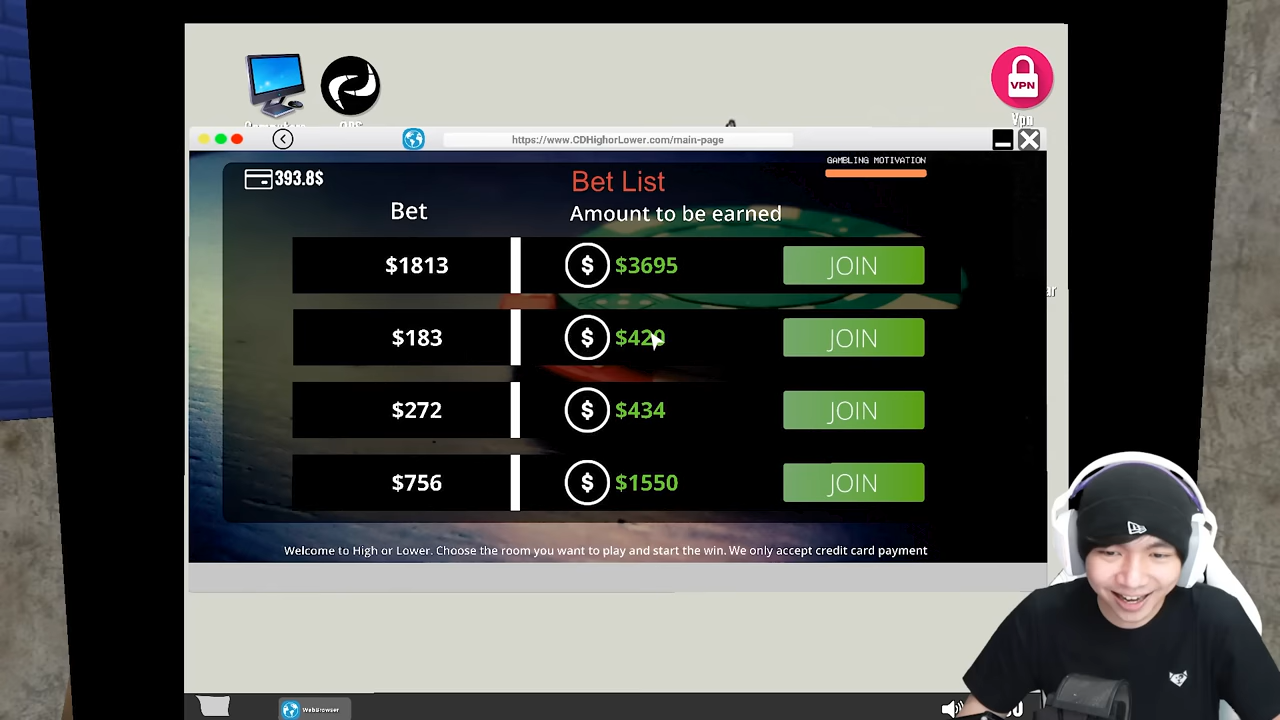 VPN
Vpn
https://www.CDHighorLower.com/main-page
GAMBLING MOTIVATION
393.8$
Bet List
Bet
Amount to be earned
$1813
$3695
JOIN
$183
JOIN
$272
$434
JOIN
$756
$1550
JOIN
Welcome to High or Lower. Choose the room you want to play and start the win. We only accept credit card payment
WebBrowser